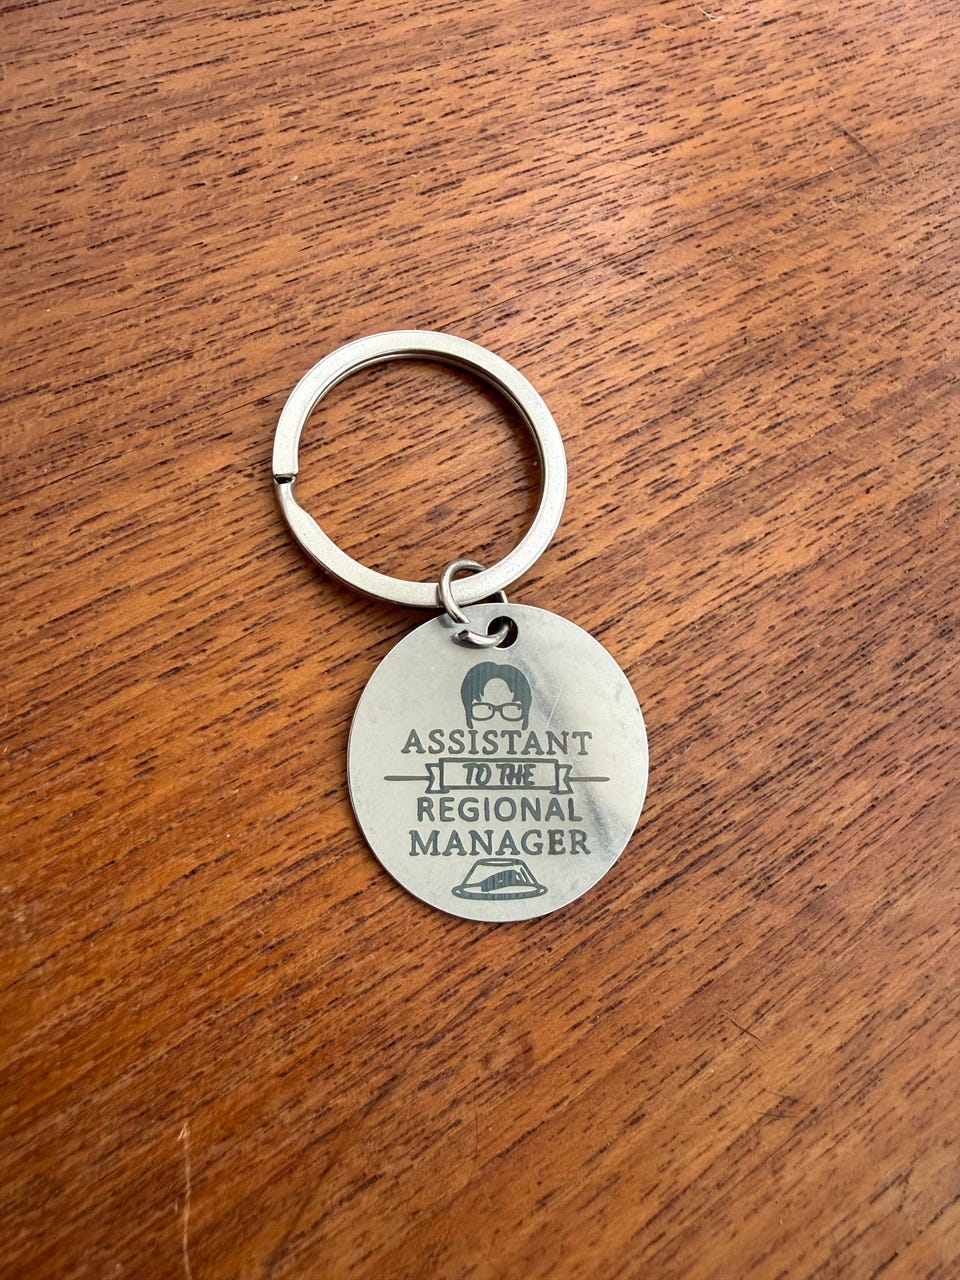 ASSISTANT
TO THE
REGIONAL
MANAGER